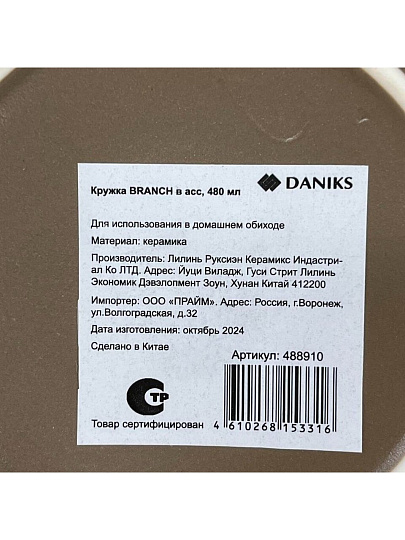 Кружка BRANCH в асс, 480 мл
DANIKS
Для использования в домашнем обиходе
Материал: керамика
Производитель: Лилинь Руксиэн Керамикс Индастри-
ал Ко ЛТД. Адрес: Йуци Виладж, Гуси Стрит Лилинь
Экономик Дэвэлопмент Зоун, Хунан Китай 412200
Импортер: ООО «ПРАЙМ». Адрес: Россия, г.Воронеж,
ул.Волгоградская, д.32
Дата изготовления: октябрь 2024
Сделано в Китае
Артикул: 488910
СТР
Товар сертифицирован
4 610268 153316